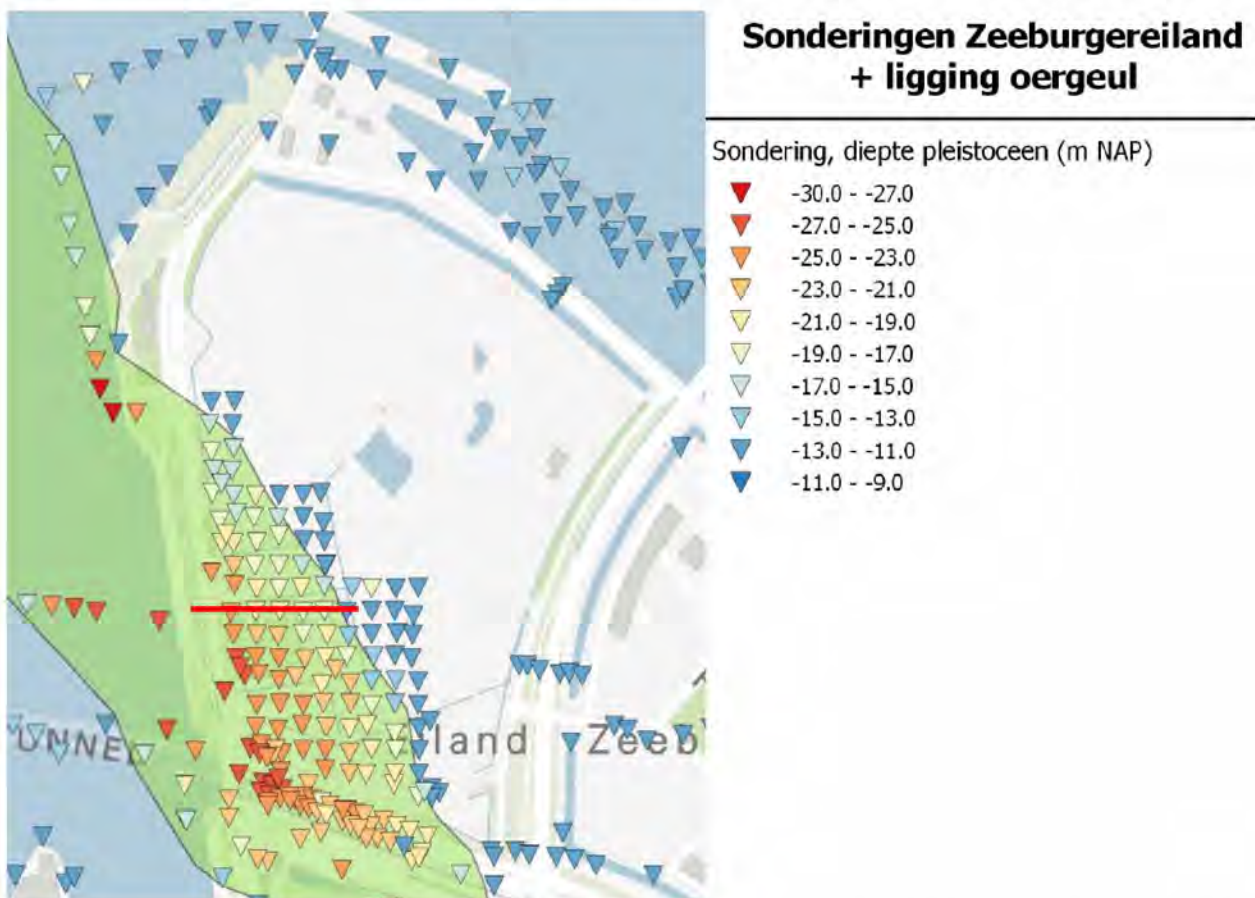 Sonderingen Zeeburgereiland
+ ligging oergeul
Sondering, diepte pleistoceen (m NAP)
-30.0 - -27.0
-27.0 - -25.0
-25.0 - -23.0
-23.0 - -21.0
-21.0 - -19.0
-19.0 - -17.0
-17.0 - -15.0
-15.0 - -13.0
-13.0 - -11.0
-11.0 - -9.0
land Zeeb